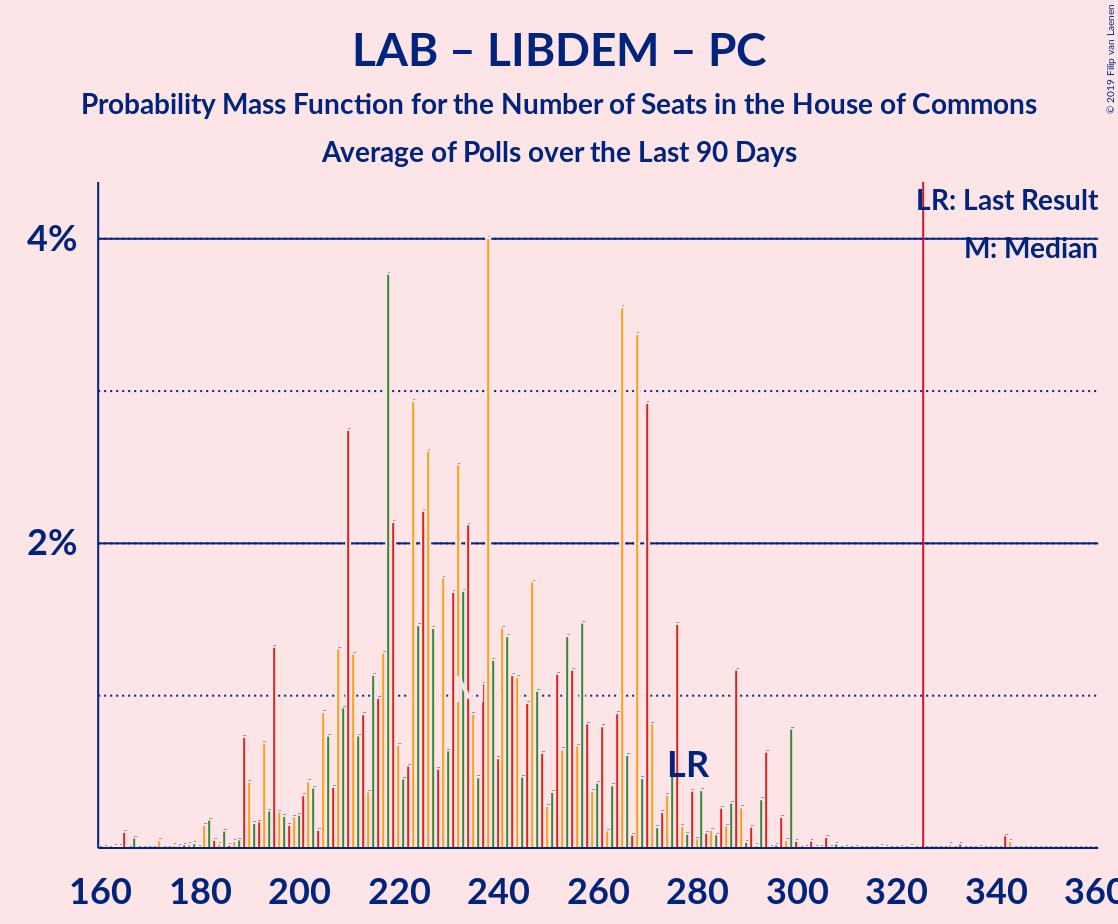 LAB – LIBDEM – PC
Probability Mass Function for the Number of Seats in the House of Commons
Average of Polls over the Last 90 Days
© 2019 Filip van Laenen
LR: Last Result
M: Median
4%
2%
LR
160 180 200 220 240 260 280 300 320 340 360